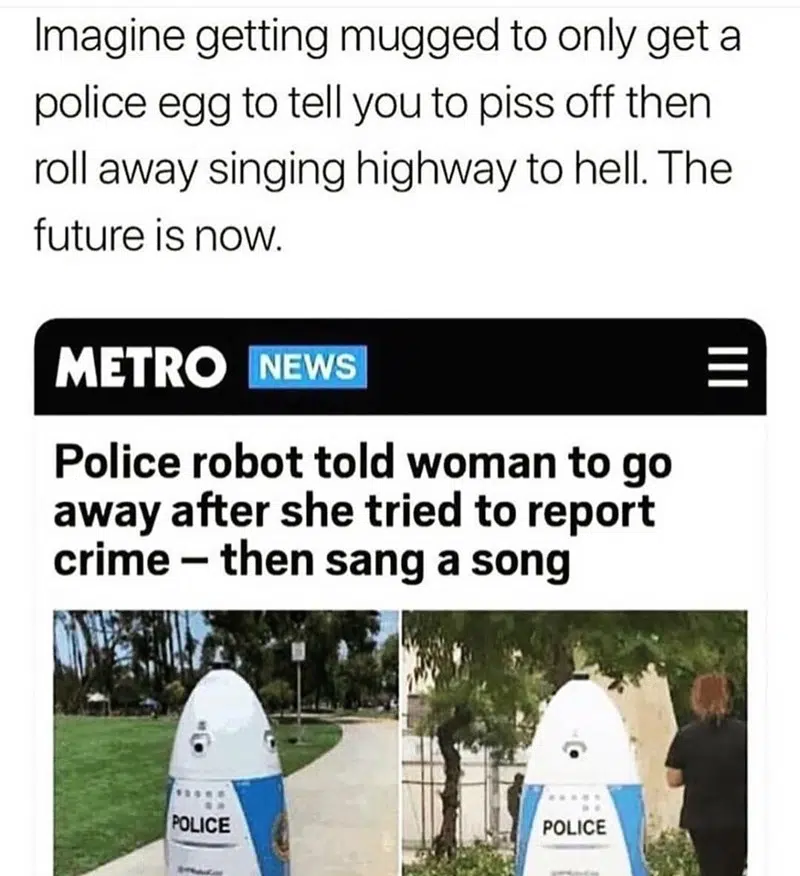 Imagine getting mugged to only get a
police egg to tell you to piss off then
roll away singing highway to hell. The
future is now.
METRO NEWS
Police robot told woman to go
away after she tried to report
crime – then sang a song
POLICE
POLICE